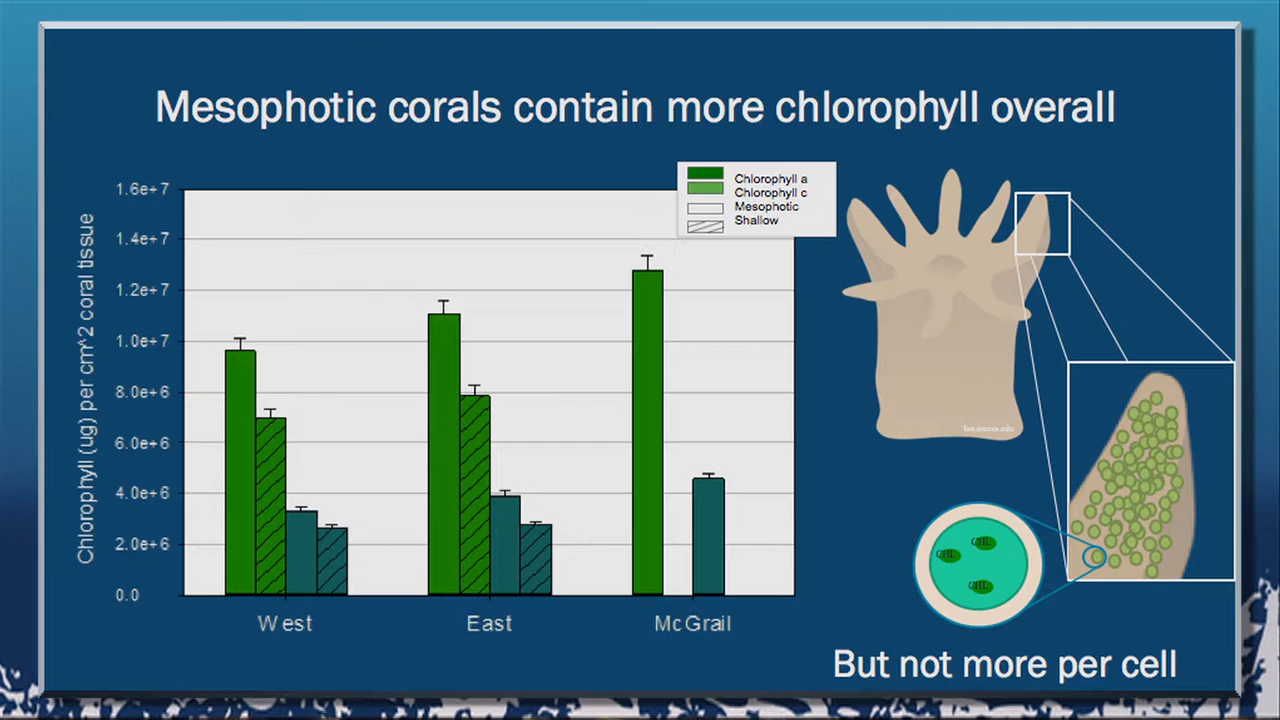 Mesophotic corals contain more chlorophyll overall
Chlorophyll a
Chlorophyll c
Mesophotic
Shallow
Chlorophyll (ug) per cm^2 coral tissue
1.6e+7
1.4e+7
1.2e+7
1.0e+7
8.0e+6
6.0e+6
4.0e+6
2.0e+6
0.0
West
East
McGrail
CHL
CHL
CHL
But not more per cell